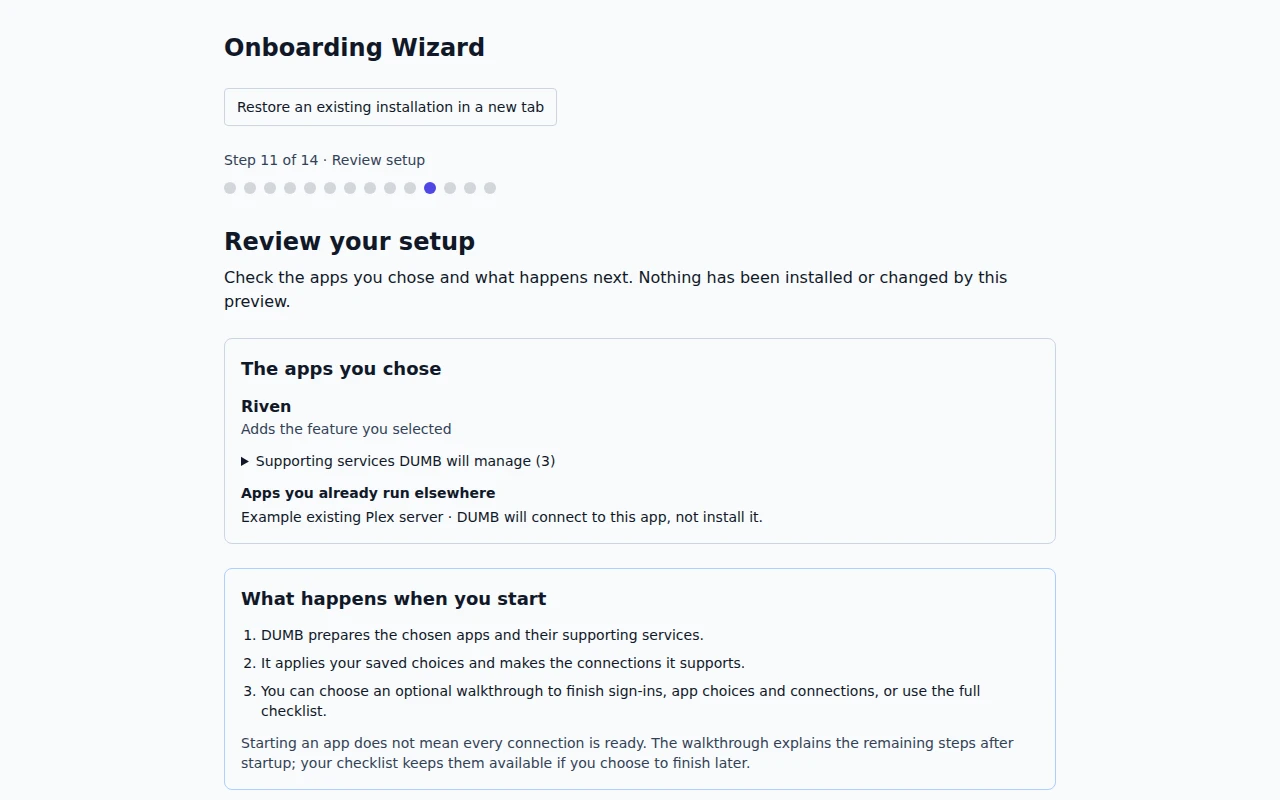 Onboarding Wizard
Restore an existing installation in a new tab
Step 11 of 14 · Review setup
Review your setup
Check the apps you chose and what happens next. Nothing has been installed or changed by this
preview.
The apps you chose
Riven
Adds the feature you selected
Supporting services DUMB will manage (3)
Apps you already run elsewhere
Example existing Plex server · DUMB will connect to this app, not install it.
What happens when you start
1. DUMB prepares the chosen apps and their supporting services.
2. It applies your saved choices and makes the connections it supports.
3. You can choose an optional walkthrough to finish sign-ins, app choices and connections, or use the full
checklist.
Starting an app does not mean every connection is ready. The walkthrough explains the remaining steps after
startup; your checklist keeps them available if you choose to finish later.